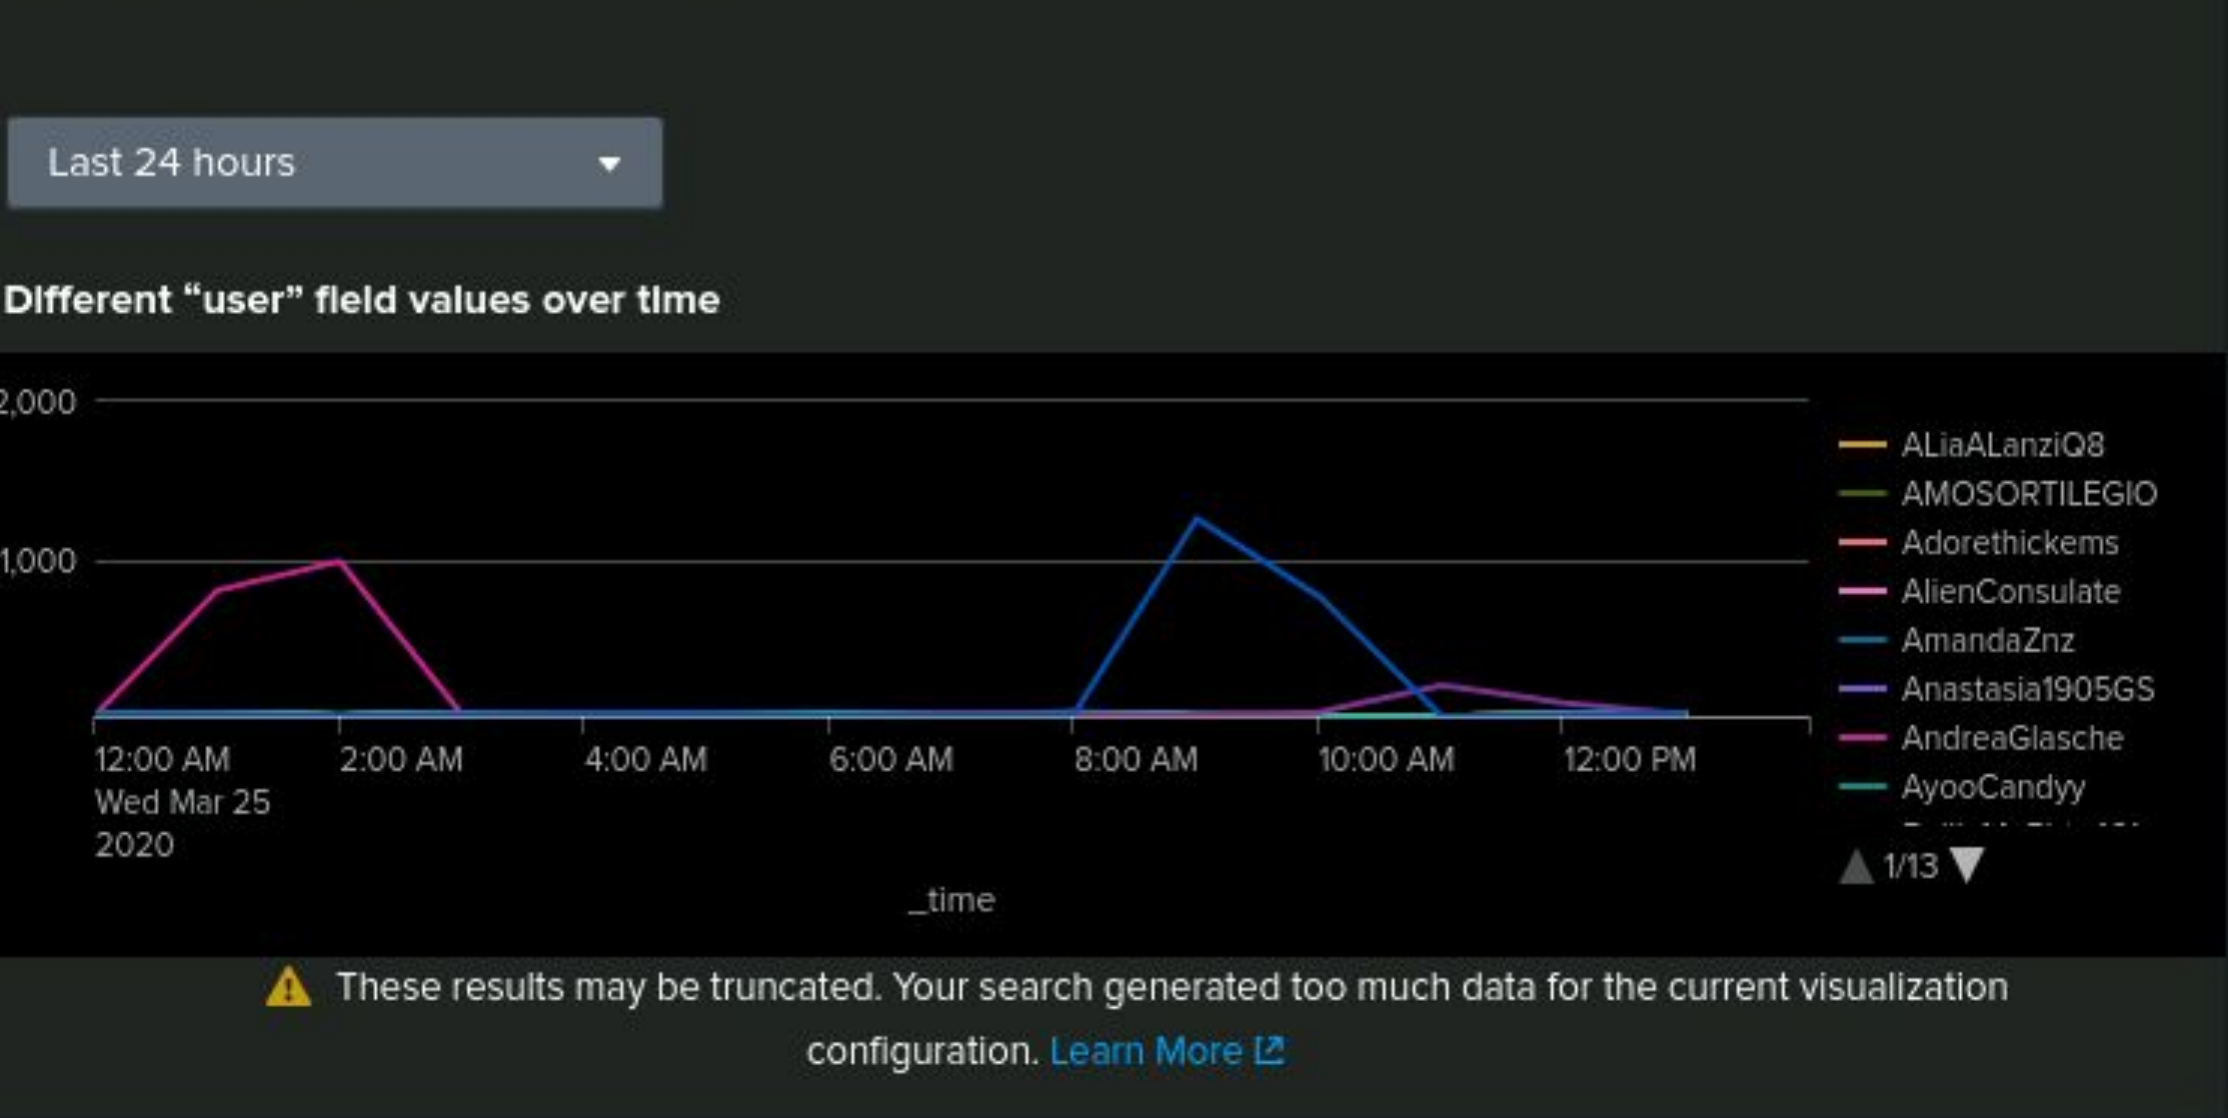 Last 24 hours
Different “user” field values over time
2,000
1,000
12:00 AM
Wed Mar 25
2020
2:00 AM
4:00 AM
6:00 AM
8:00 AM
10:00 AM
12:00 PM
_time
ALiaALanziQ8
AMOSORTILEGIO
Adorethickems
AlienConsulate
AmandaZnz
Anastasia1905GS
AndreaGlasche
AyooCandyy
1/13
These results may be truncated. Your search generated too much data for the current visualization
configuration. Learn More